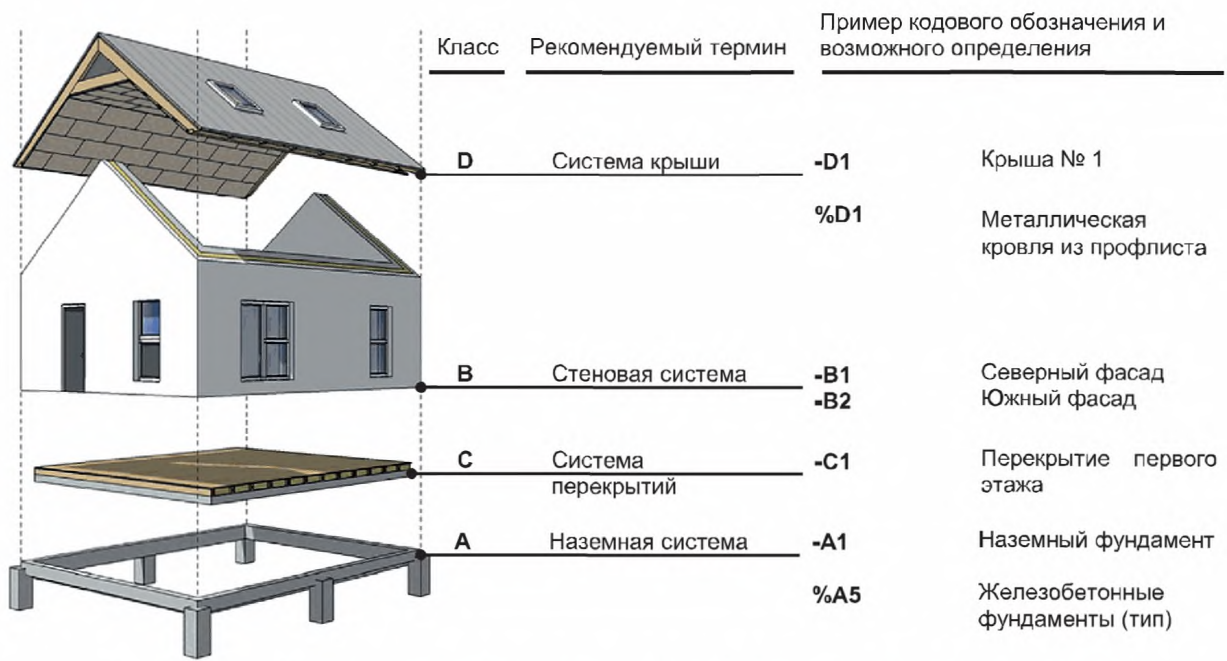 Класс Рекомендуемый термин Пример кодового обозначения и
возможного определения
D Система крыши -D1 Крыша № 1
%D1 Металлическая
кровля из профлиста
B Стеновая система -B1 Северный фасад
-B2 Южный фасад
C Система -C1 Перекрытие первого
перекрытий этажа
A Наземная система -A1 Наземный фундамент
%A5 Железобетонные
фундаменты (тип)